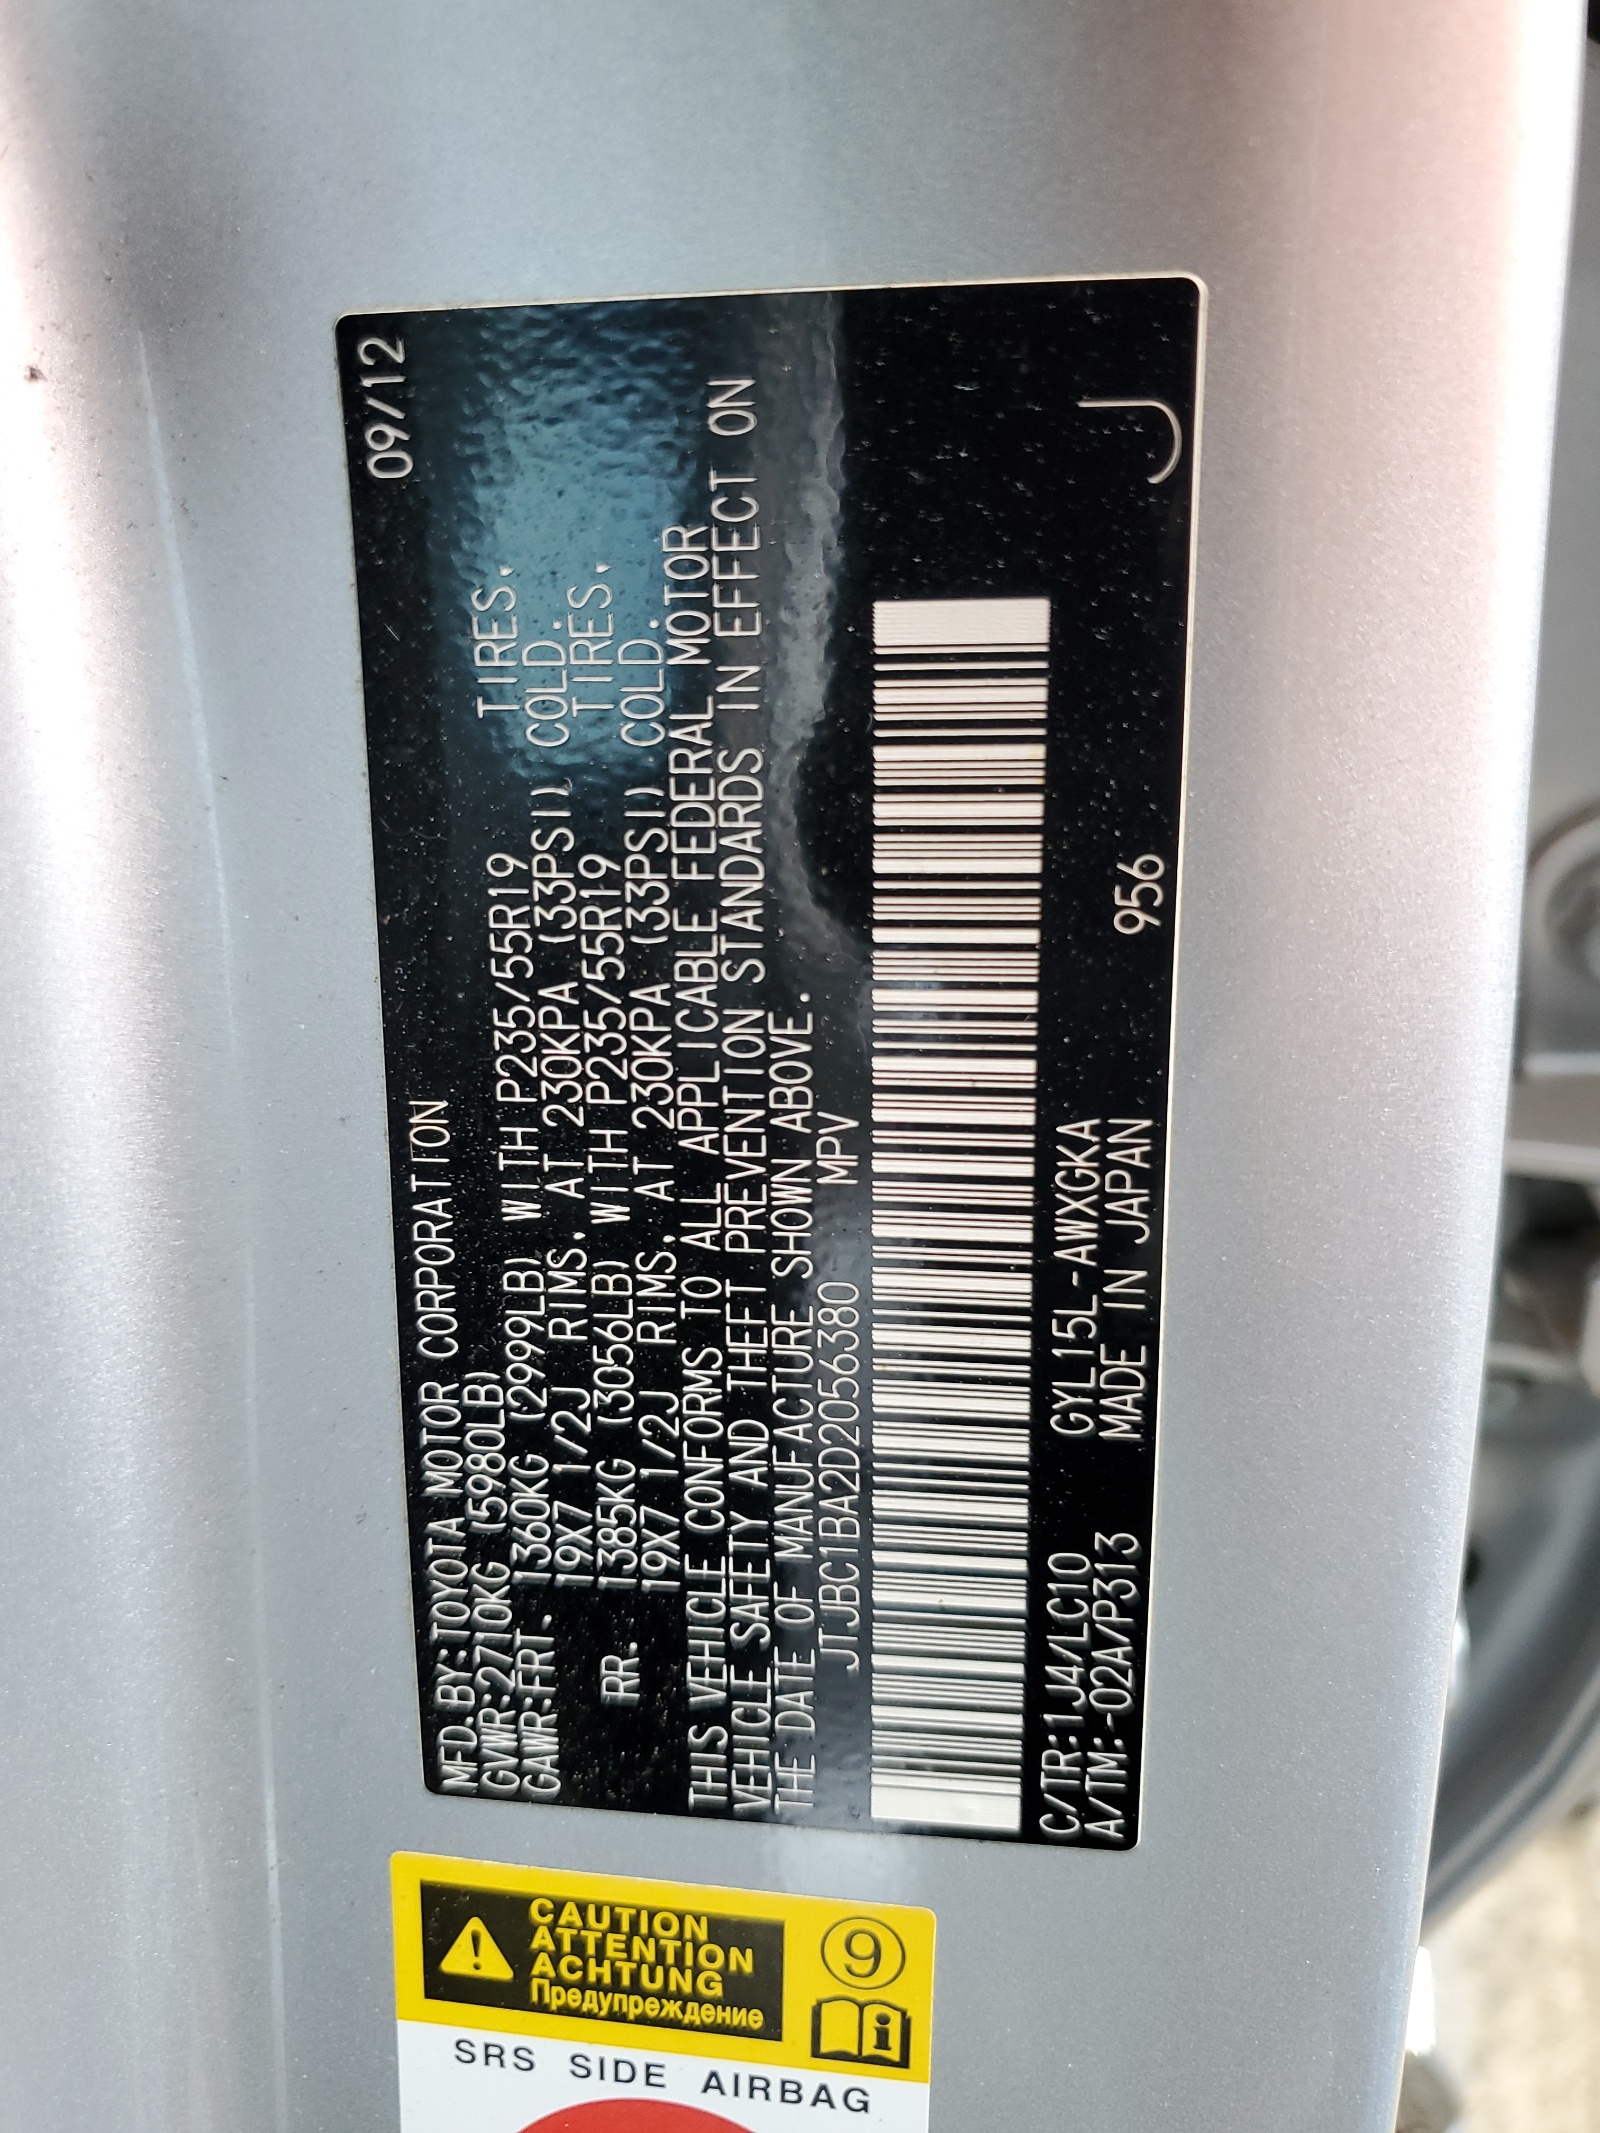 09/12
MFD.BY:TOYOTA MOTOR CORPORATION
GVWR:2710KG (5980LB)
GAWR:FRT. 1360KG (2999LB) WITH P235/55R19 TIRES.
19X7 1/2J RIMS. AT 230KPA (33PSI) COLD.
RR. 1385KG (3056LB) WITH P235/55R19 TIRES.
19X7 1/2J RIMS. AT 230KPA (33PSI) COLD.
THIS VEHICLE CONFORMS TO ALL APPLICABLE FEDERAL MOTOR
VEHICLE SAFETY AND THEFT PREVENTION STANDARDS IN EFFECT ON
THE DATE OF MANUFACTURE SHOWN ABOVE.
JTJBC1BA2D2056380 MPV
C/TR:1J4/LC10 GYL15L-AWXGKA
A/TM:-02A/P313 MADE IN JAPAN 956 J
CAUTION
ATTENTION
ACHTUNG
Предупреждение
9
i
SRS SIDE AIRBAG